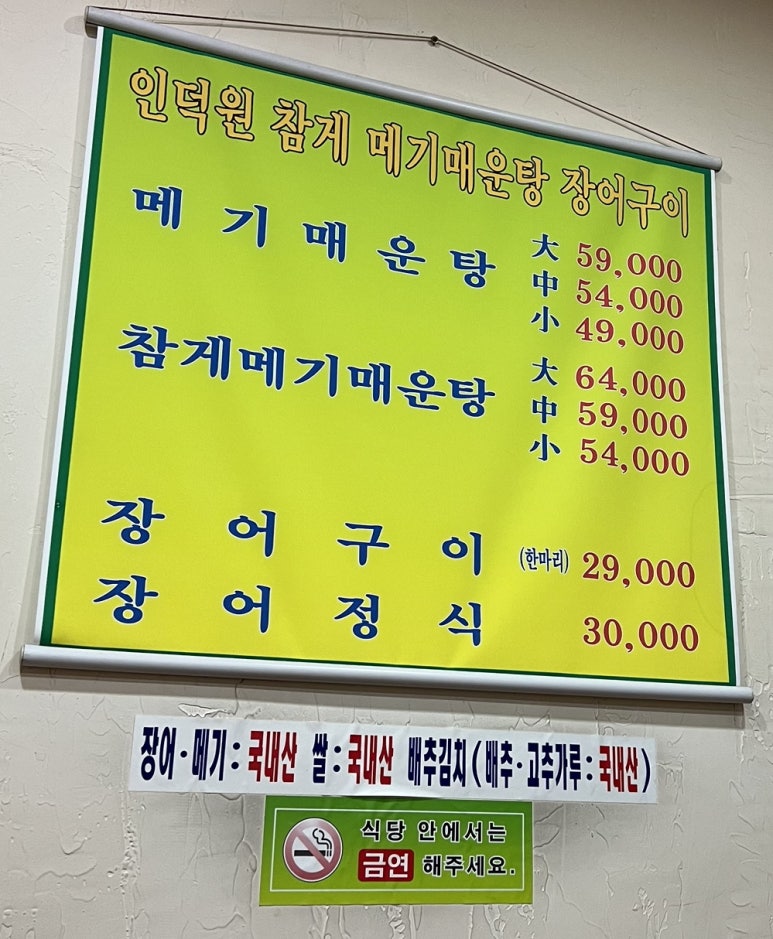 인덕원 참게 메기매운탕 장어구이
메기매운탕 大 59,000
中 54,000
小 49,000
참게메기매운탕 大 64,000
中 59,000
小 54,000
장어구이 (한마리) 29,000
장어정식 30,000
장어·메기 : 국내산 쌀 : 국내산 배추김치 ( 배추·고추가루 : 국내산 )
식당 안에서는
금연 해주세요.